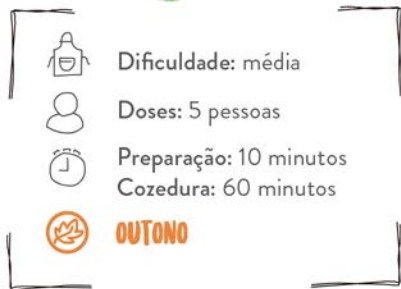 Dificuldade: média
Doses: 5 pessoas
Preparação: 10 minutos
Cozedura: 60 minutos
OUTONO